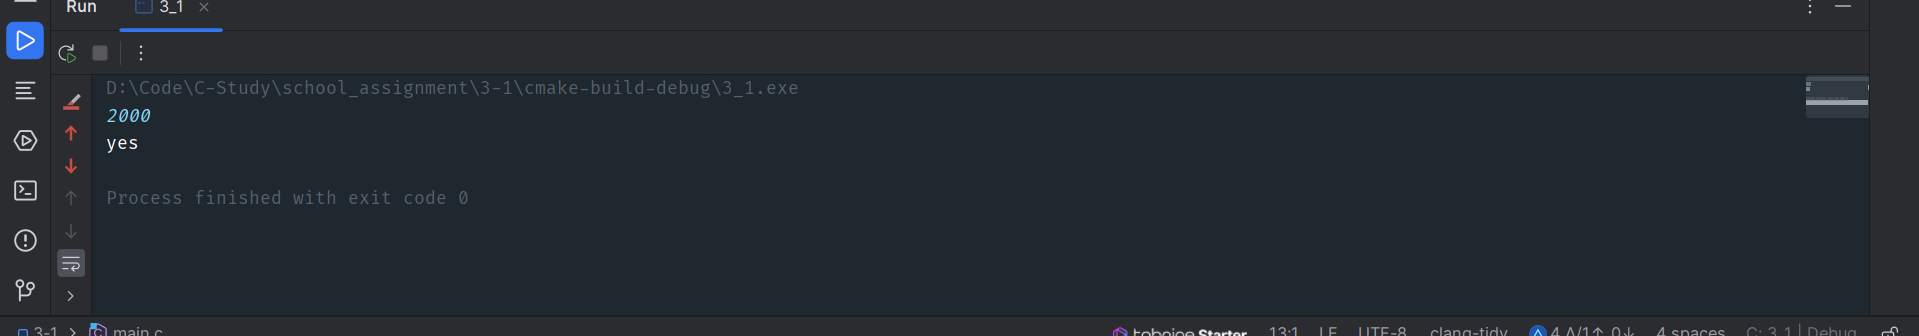 Run 3_1
D:\Code\C-Study\school_assignment\3-1\cmake-build-debug\3_1.exe
2000
yes
Process finished with exit code 0
3-1 main.c tobnine Starter 13:1 LF UTF-8 clang-tidy 4 Δ/1↑ 0↓ 4 spaces C: 3_1 | Debug